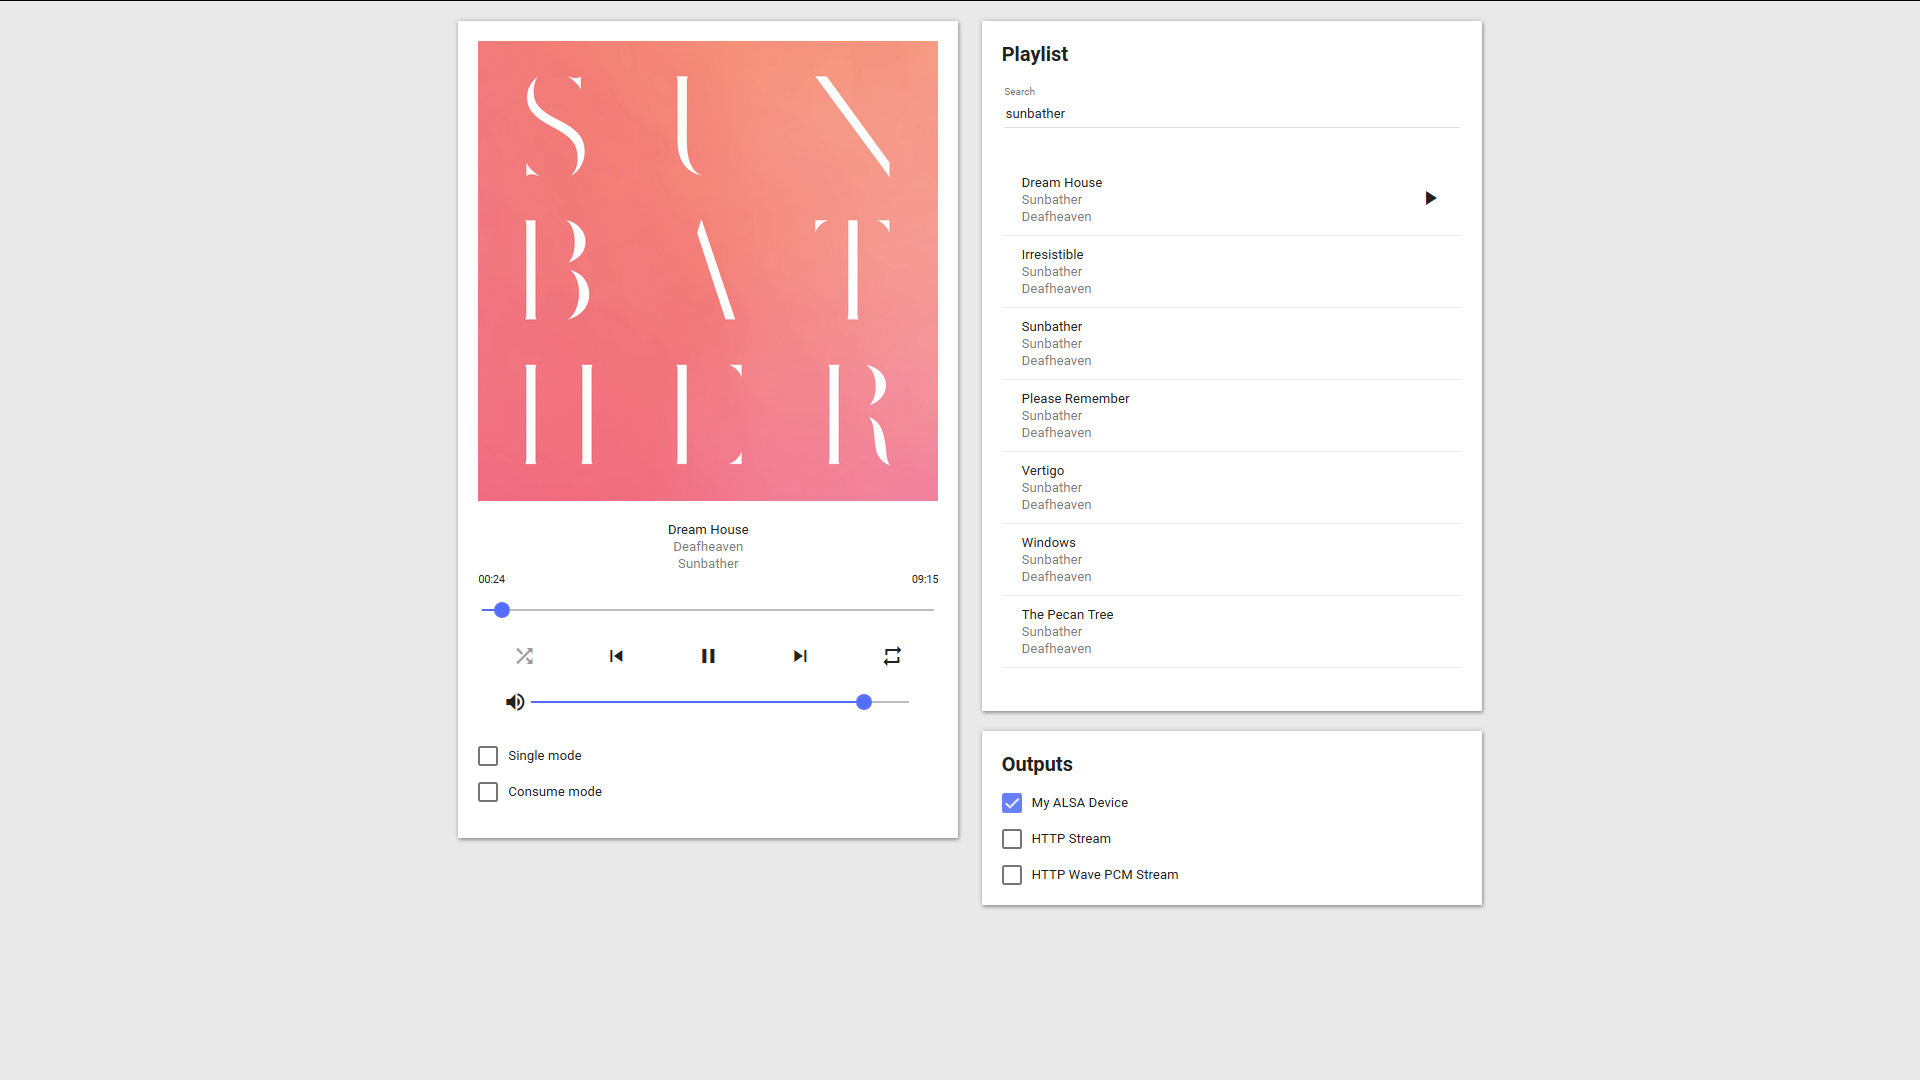 SUN
BAT
HER
Dream House
Deafheaven
Sunbather
00:24
09:15
Single mode
Consume mode
Playlist
Search
sunbather
Dream House
Sunbather
Deafheaven
Irresistible
Sunbather
Deafheaven
Sunbather
Sunbather
Deafheaven
Please Remember
Sunbather
Deafheaven
Vertigo
Sunbather
Deafheaven
Windows
Sunbather
Deafheaven
The Pecan Tree
Sunbather
Deafheaven
Outputs
My ALSA Device
HTTP Stream
HTTP Wave PCM Stream